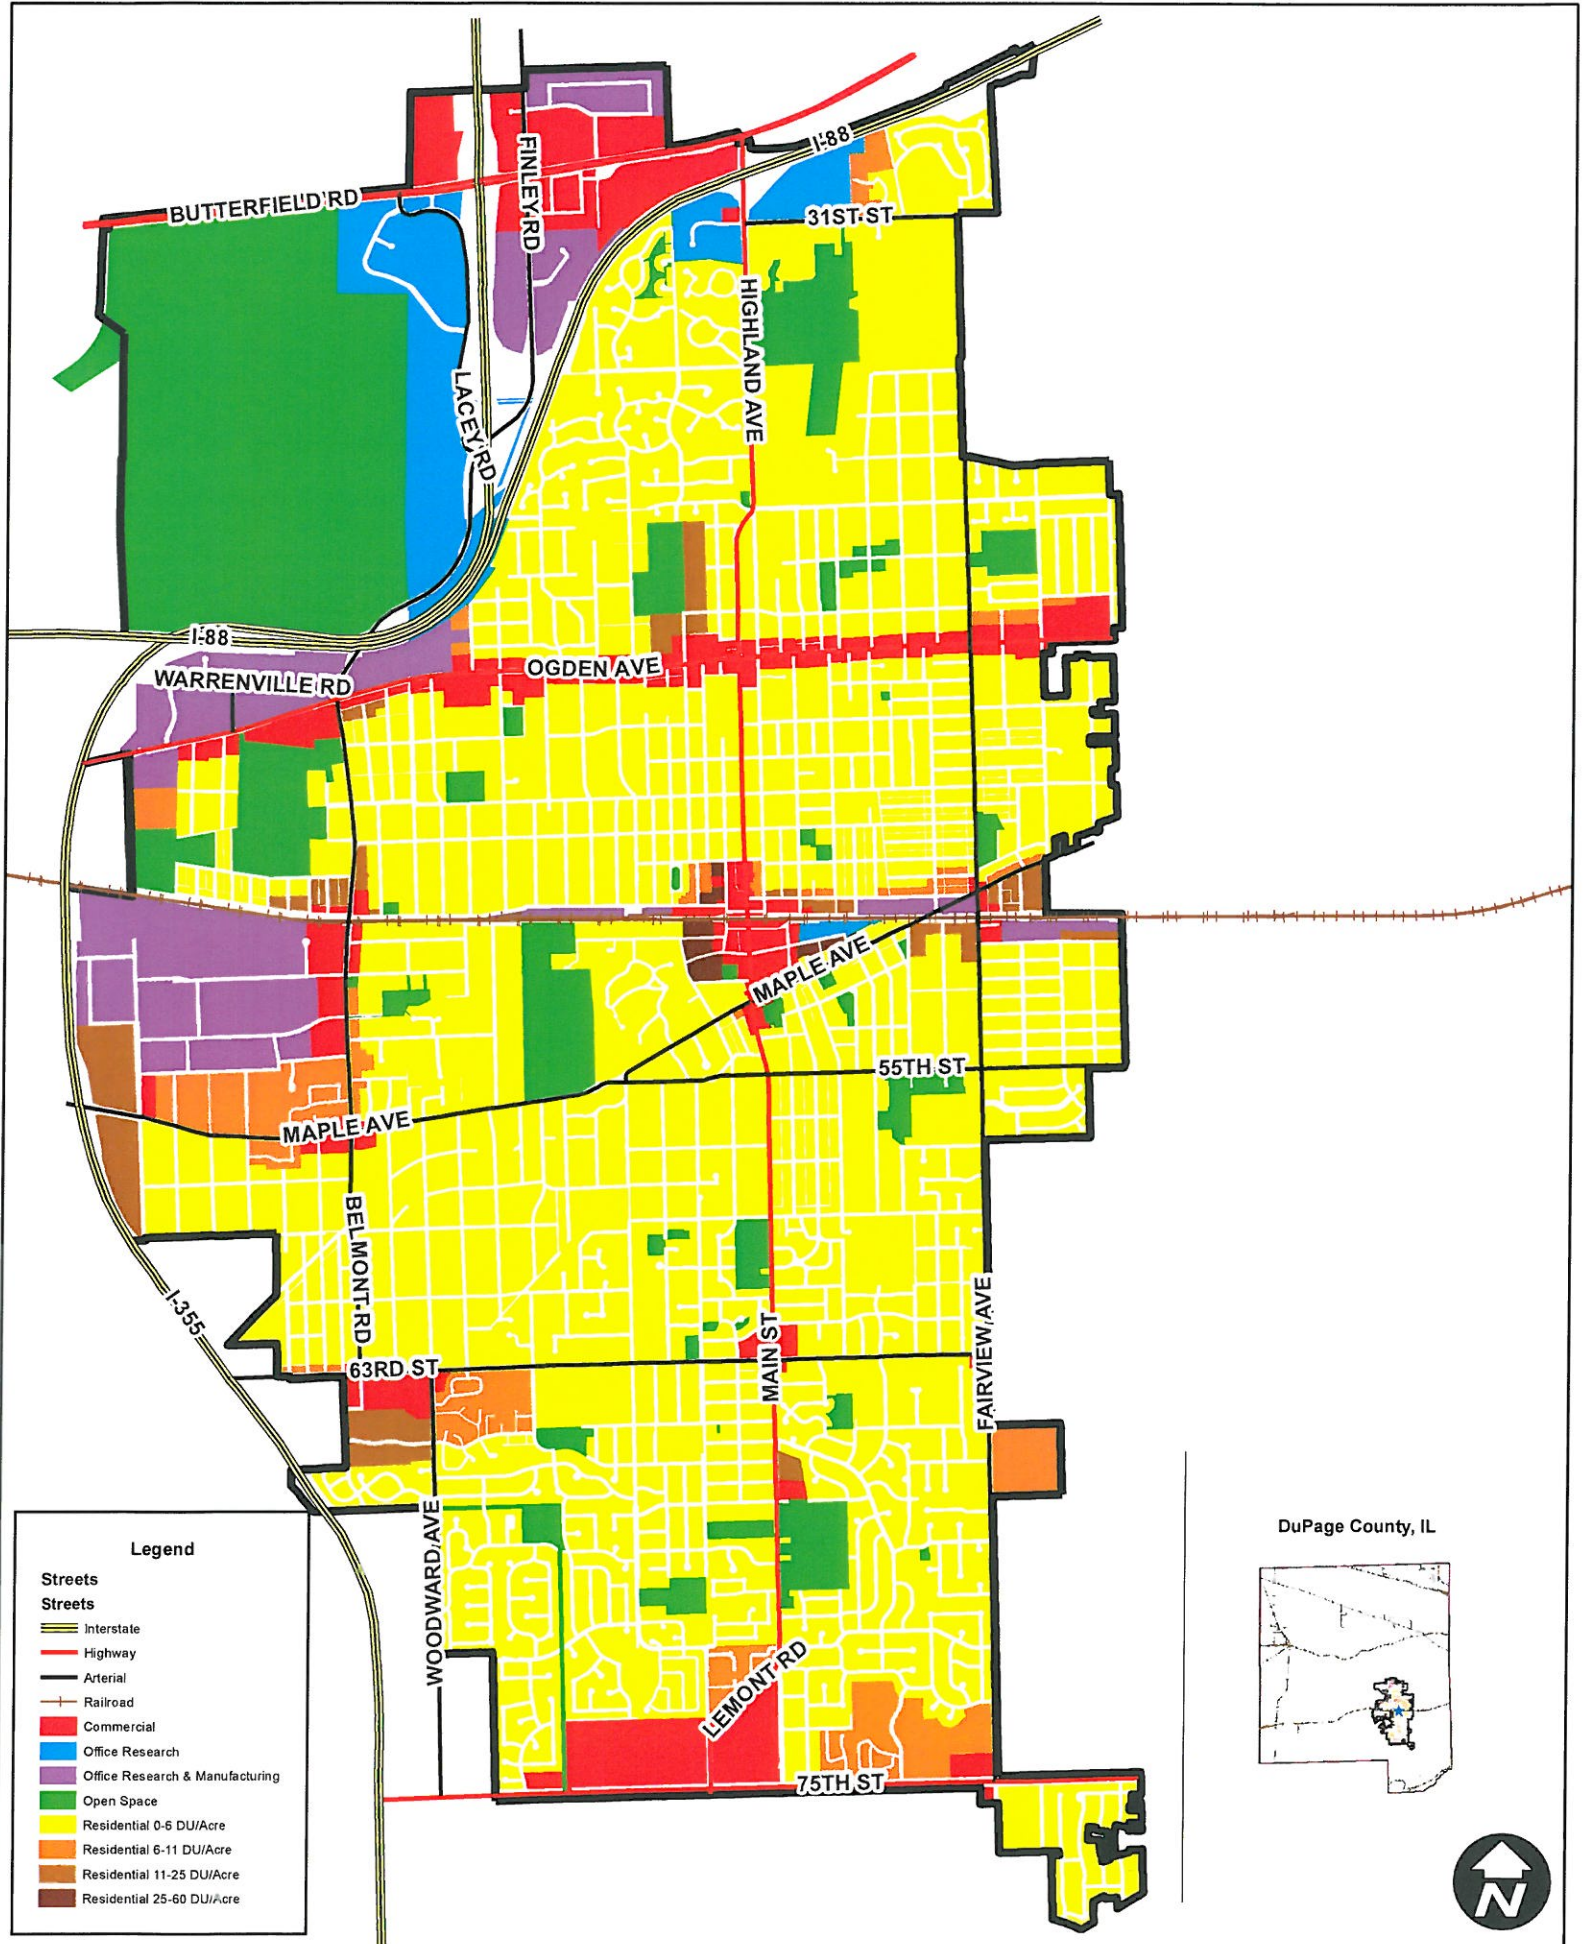 I-88
FINLEY RD
BUTTERFIELD RD
31ST ST
HIGHLAND AVE
LACEY RD
I-88
OGDEN AVE
WARRENVILLE RD
MAPLE AVE
55TH ST
MAPLE AVE
BELMONT RD
I-355
FAIRVIEW AVE
MAIN ST
63RD ST
WOODWARD AVE
LEMONT RD
75TH ST
Legend
Streets
Streets
Interstate
Highway
Arterial
Railroad
Commercial
Office Research
Office Research & Manufacturing
Open Space
Residential 0-6 DU/Acre
Residential 6-11 DU/Acre
Residential 11-25 DU/Acre
Residential 25-60 DU/Acre
DuPage County, IL
N